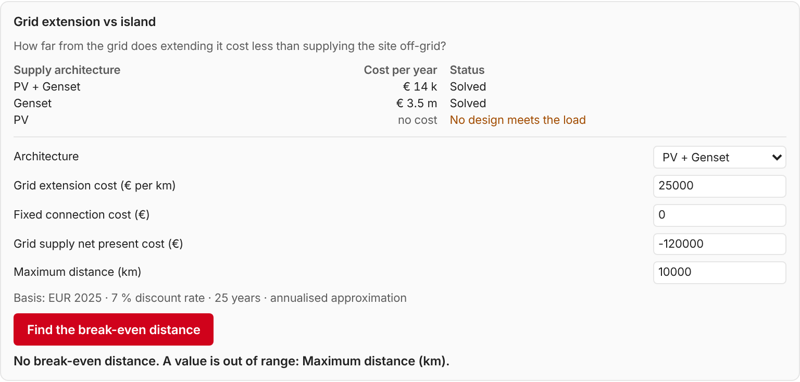 Grid extension vs island
How far from the grid does extending it cost less than supplying the site off-grid?
Supply architecture Cost per year Status
PV + Genset € 14 k Solved
Genset € 3.5 m Solved
PV no cost No design meets the load
Architecture PV + Genset
Grid extension cost (€ per km) 25000
Fixed connection cost (€) 0
Grid supply net present cost (€) -120000
Maximum distance (km) 10000
Basis: EUR 2025 · 7 % discount rate · 25 years · annualised approximation
Find the break-even distance
No break-even distance. A value is out of range: Maximum distance (km).